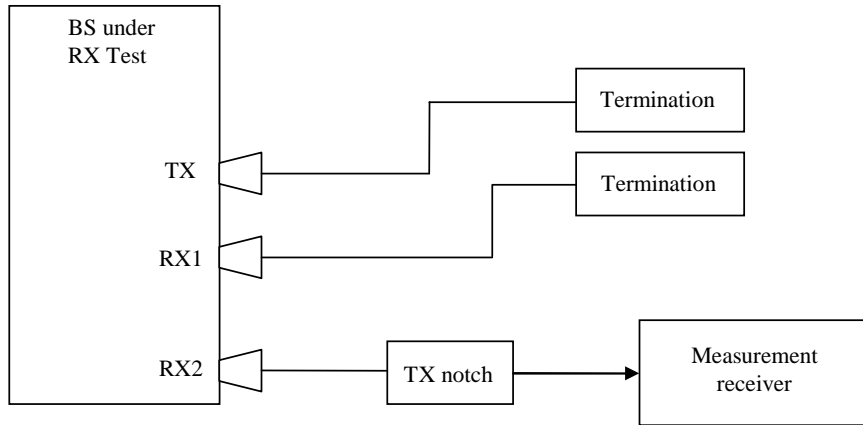 BS under
RX Test
Termination
TX
Termination
RX1
RX2
TX notch
Measurement
receiver